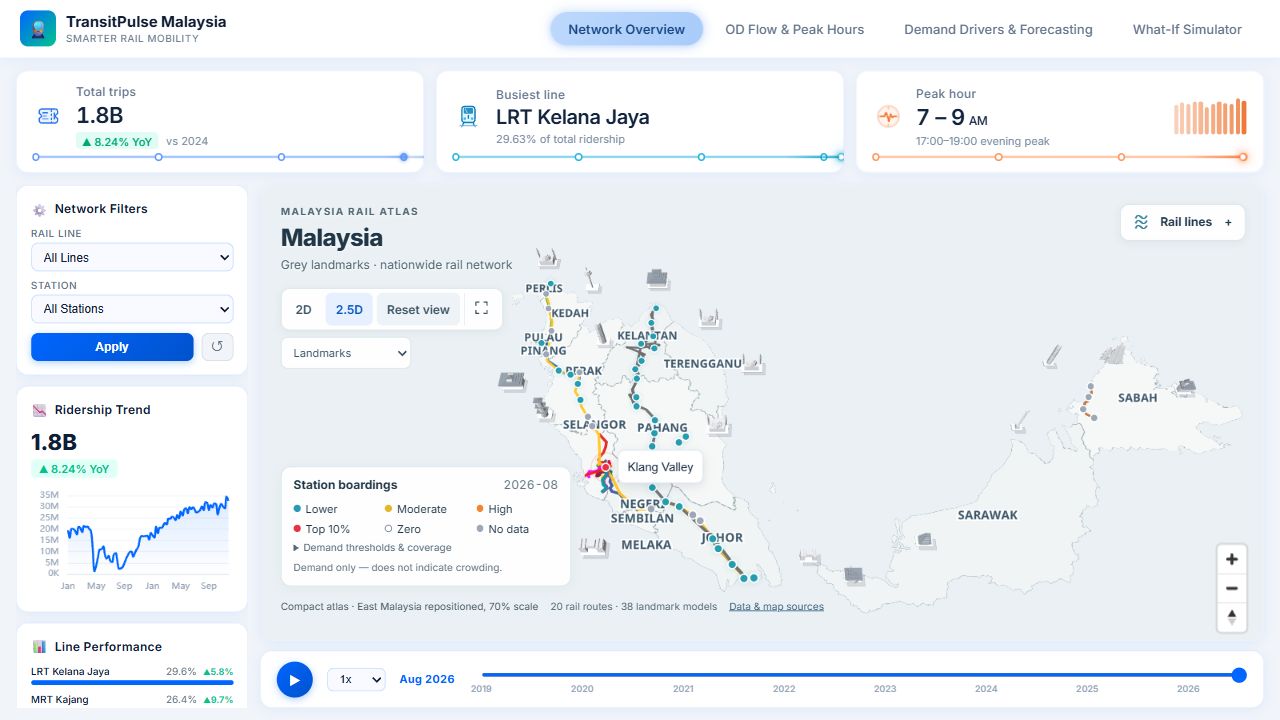 TransitPulse Malaysia
SMARTER RAIL MOBILITY
Network Overview
OD Flow & Peak Hours
Demand Drivers & Forecasting
What-If Simulator
Total trips
1.8B
▲ 8.24% YoY vs 2024
Busiest line
LRT Kelana Jaya
29.63% of total ridership
Peak hour
7 – 9 AM
17:00–19:00 evening peak
Network Filters
RAIL LINE
All Lines
STATION
All Stations
Apply
Ridership Trend
1.8B
▲ 8.24% YoY
35M
30M
25M
20M
15M
10M
5M
0K
Jan May Sep Jan May Sep
Line Performance
LRT Kelana Jaya 29.6% ▲5.8%
MRT Kajang 26.4% ▲9.7%
MALAYSIA RAIL ATLAS
Malaysia
Grey landmarks · nationwide rail network
2D 2.5D Reset view
Landmarks
Rail lines +
PERLIS
KEDAH
PULAU
PINANG
KELANTAN
TERENGGANU
PERAK
SELANGOR
PAHANG
Klang Valley
NEGERI
SEMBILAN
MELAKA
JOHOR
SABAH
SARAWAK
Station boardings 2026-08
Lower Moderate High
Top 10% Zero No data
▶ Demand thresholds & coverage
Demand only — does not indicate crowding.
Compact atlas · East Malaysia repositioned, 70% scale 20 rail routes · 38 landmark models Data & map sources
1x Aug 2026
2019 2020 2021 2022 2023 2024 2025 2026